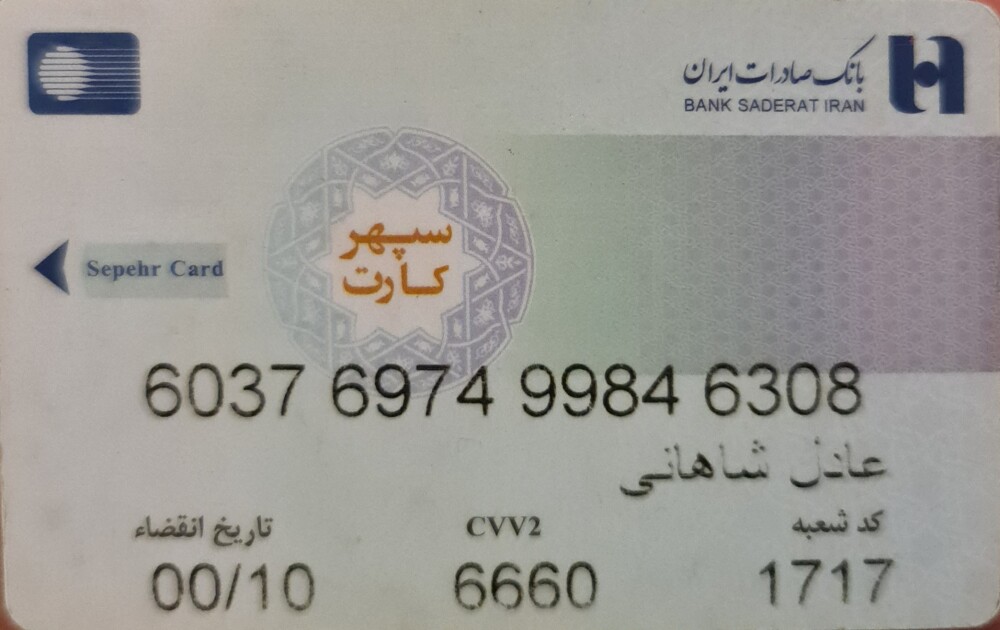 بانک صادرات ایران
BANK SADERAT IRAN
سپهر
کارت
Sepehr Card
6037 6974 9984 6308
عادل شاهانی
کد شعبه CVV2 تاریخ انقضاء
1717 6660 00/10